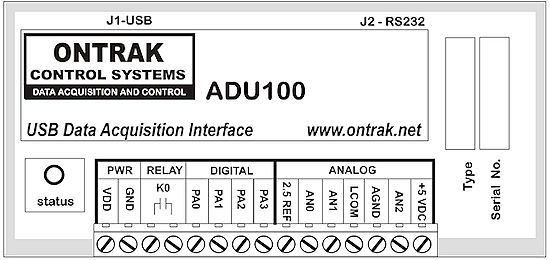 J1-USB J2 - RS232
ONTRAK
CONTROL SYSTEMS
DATA ACQUISITION AND CONTROL
ADU100
USB Data Acquisition Interface www.ontrak.net
Type
Serial No.
status
PWR RELAY DIGITAL ANALOG
K0
VDD GND PA0 PA1 PA2 PA3 2.5 REF AN0 AN1 LCOM AGND AN2 +5 VDC